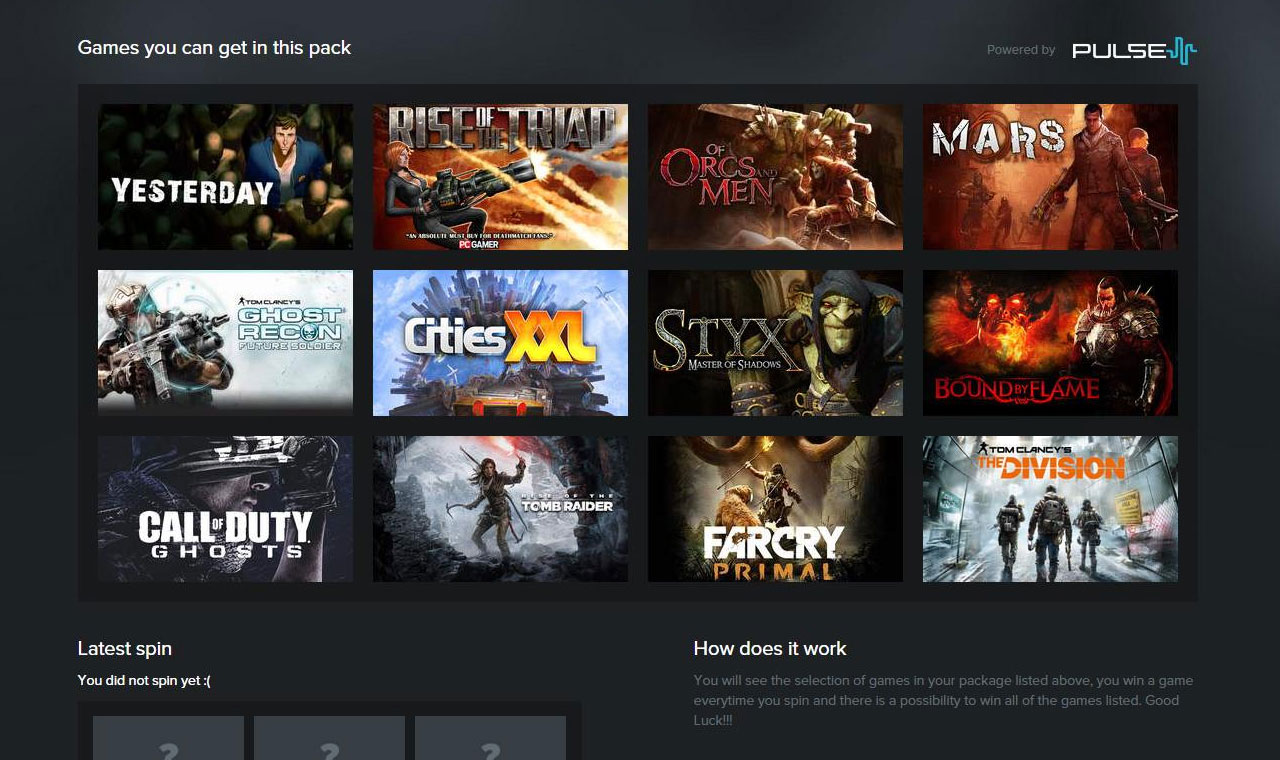 Games you can get in this pack
Powered by PULSE
YESTERDAY
RISE OF THE TRIAD
"AN ABSOLUTE MUST BUY FOR DEATHMATCH FANS."
PC GAMER
OF ORCS AND MEN
MARS
TOM CLANCY'S
GHOST
RECON
FUTURE SOLDIER
Cities XXL
STYX
MASTER OF SHADOWS
BOUND BY FLAME
CALL OF DUTY
GHOSTS
RISE OF THE
TOMB RAIDER
FARCRY
PRIMAL
TOM CLANCY'S
THE DIVISION
Latest spin
You did not spin yet :(
? ? ?
How does it work
You will see the selection of games in your package listed above, you win a game
everytime you spin and there is a possibility to win all of the games listed. Good
Luck!!!